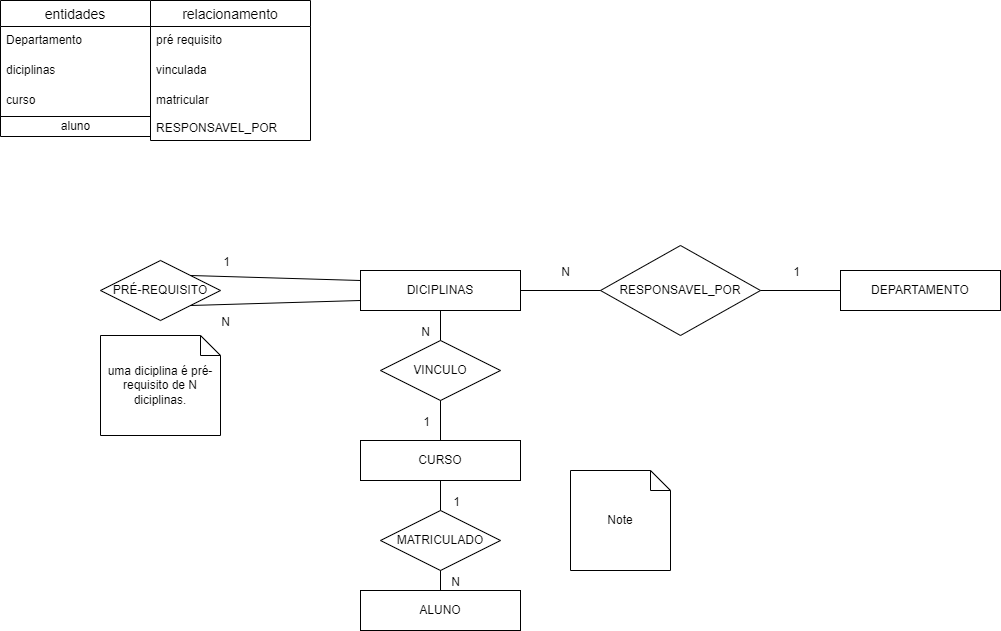 entidades
relacionamento
Departamento
pré requisito
diciplinas
vinculada
curso
matricular
aluno
RESPONSAVEL_POR
1
N
1
PRÉ-REQUISITO
DICIPLINAS
RESPONSAVEL_POR
DEPARTAMENTO
N
N
uma diciplina é pré-
requisito de N
diciplinas.
VINCULO
1
CURSO
1
Note
MATRICULADO
N
ALUNO